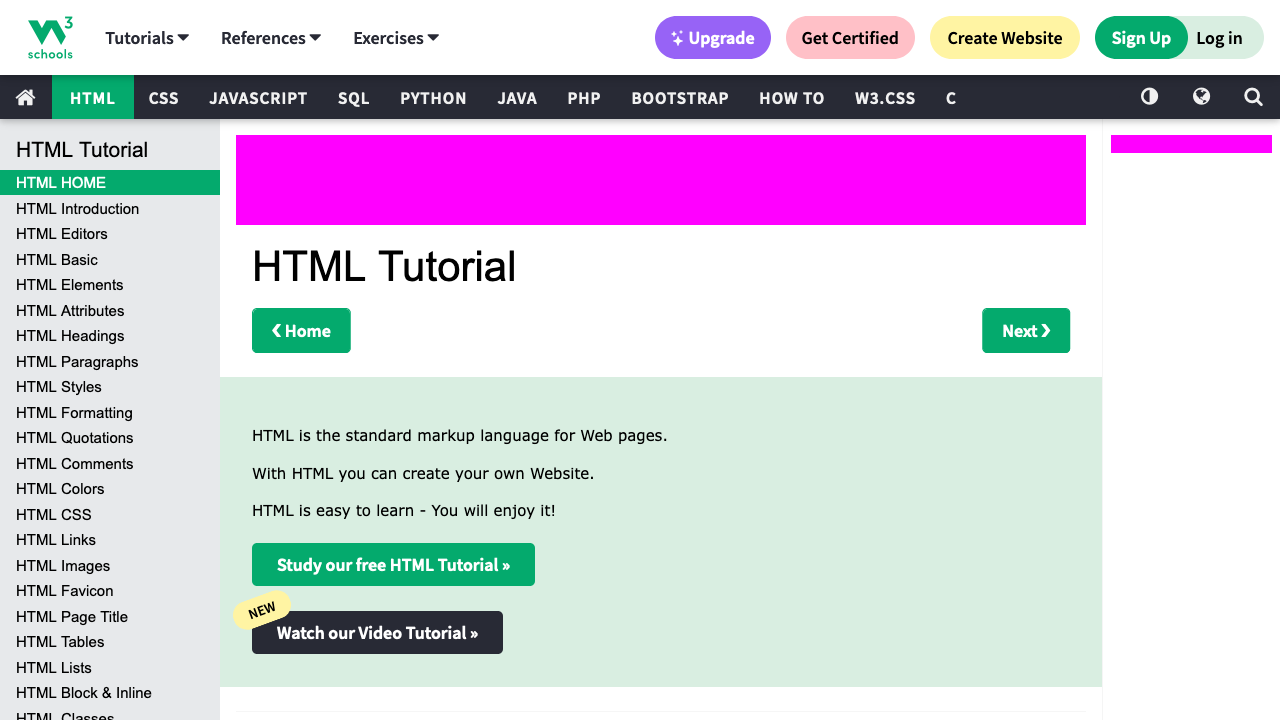 3
schools
Tutorials
References
Exercises
Upgrade
Get Certified
Create Website
Sign Up
Log in
HTML
CSS
JAVASCRIPT
SQL
PYTHON
JAVA
PHP
BOOTSTRAP
HOW TO
W3.CSS
C
HTML Tutorial
HTML HOME
HTML Introduction
HTML Editors
HTML Basic
HTML Elements
HTML Attributes
HTML Headings
HTML Paragraphs
HTML Styles
HTML Formatting
HTML Quotations
HTML Comments
HTML Colors
HTML CSS
HTML Links
HTML Images
HTML Favicon
HTML Page Title
HTML Tables
HTML Lists
HTML Block & Inline
HTML Classes
HTML Tutorial
❮ Home
Next ❯
HTML is the standard markup language for Web pages.
With HTML you can create your own Website.
HTML is easy to learn - You will enjoy it!
Study our free HTML Tutorial »
NEW
Watch our Video Tutorial »